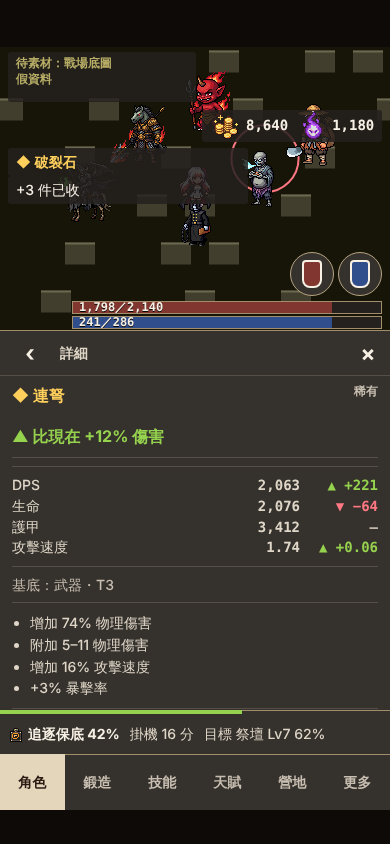 待素材：戰場底圖
假資料
8,640
1,180
◆ 破裂石
+3 件已收
1,798／2,140
241／286
‹ 詳細 ×
◆ 連弩 稀有
▲ 比現在 +12% 傷害
DPS 2,063 ▲ +221
生命 2,076 ▼ −64
護甲 3,412 —
攻擊速度 1.74 ▲ +0.06
基底：武器・T3
• 增加 74% 物理傷害
• 附加 5–11 物理傷害
• 增加 16% 攻擊速度
• +3% 暴擊率
追逐保底 42% 掛機 16 分 目標 祭壇 Lv7 62%
角色 鍛造 技能 天賦 營地 更多